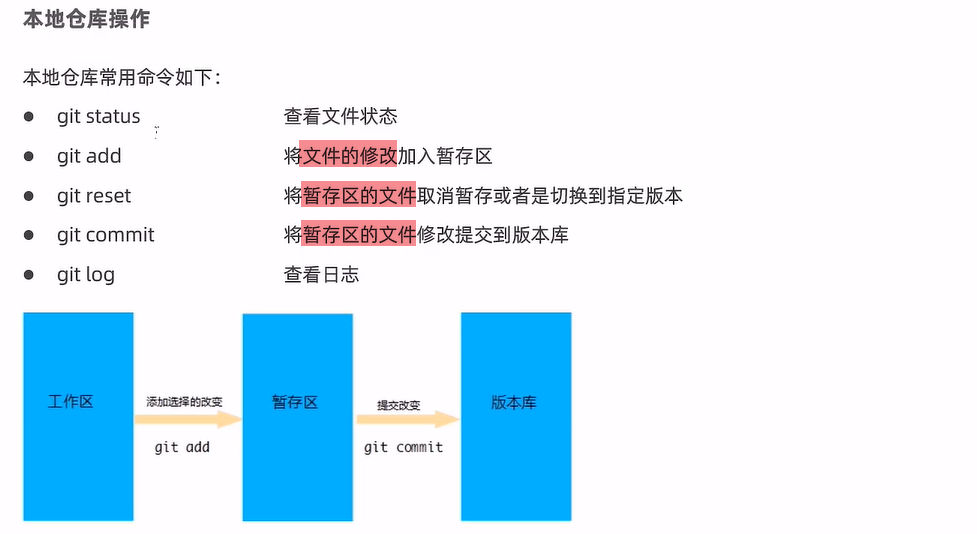 本地仓库操作
本地仓库常用命令如下：
● git status 查看文件状态
● git add 将文件的修改加入暂存区
● git reset 将暂存区的文件取消暂存或者是切换到指定版本
● git commit 将暂存区的文件修改提交到版本库
● git log 查看日志
工作区 添加选择的改变 暂存区 提交改变 版本库
git add git commit